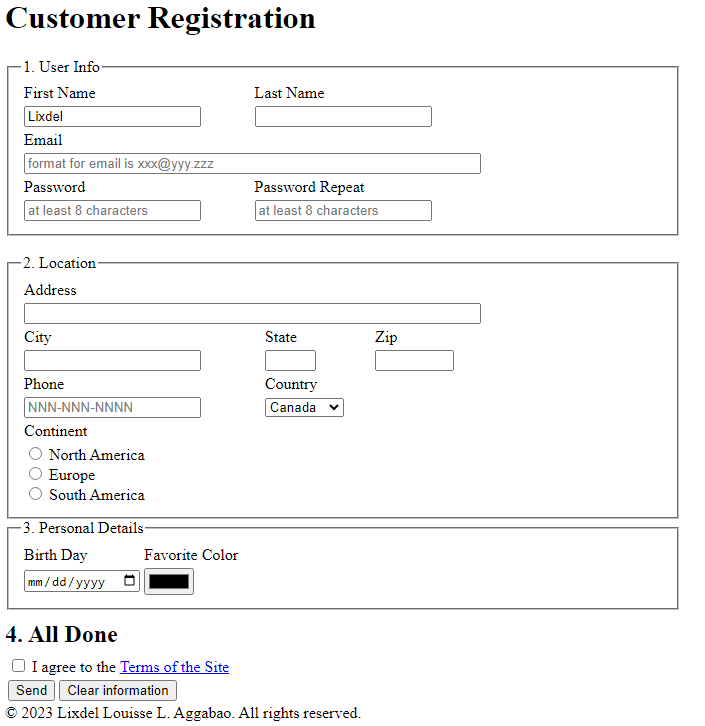 Customer Registration
1. User Info
First Name Last Name
Lixdel
Email
format for email is xxx@yyy.zzz
Password Password Repeat
at least 8 characters at least 8 characters
2. Location
Address
City State Zip
Phone Country
NNN-NNN-NNNN Canada
Continent
North America
Europe
South America
3. Personal Details
Birth Day Favorite Color
mm/dd/yyyy
4. All Done
I agree to the Terms of the Site
Send Clear information
© 2023 Lixdel Louisse L. Aggabao. All rights reserved.